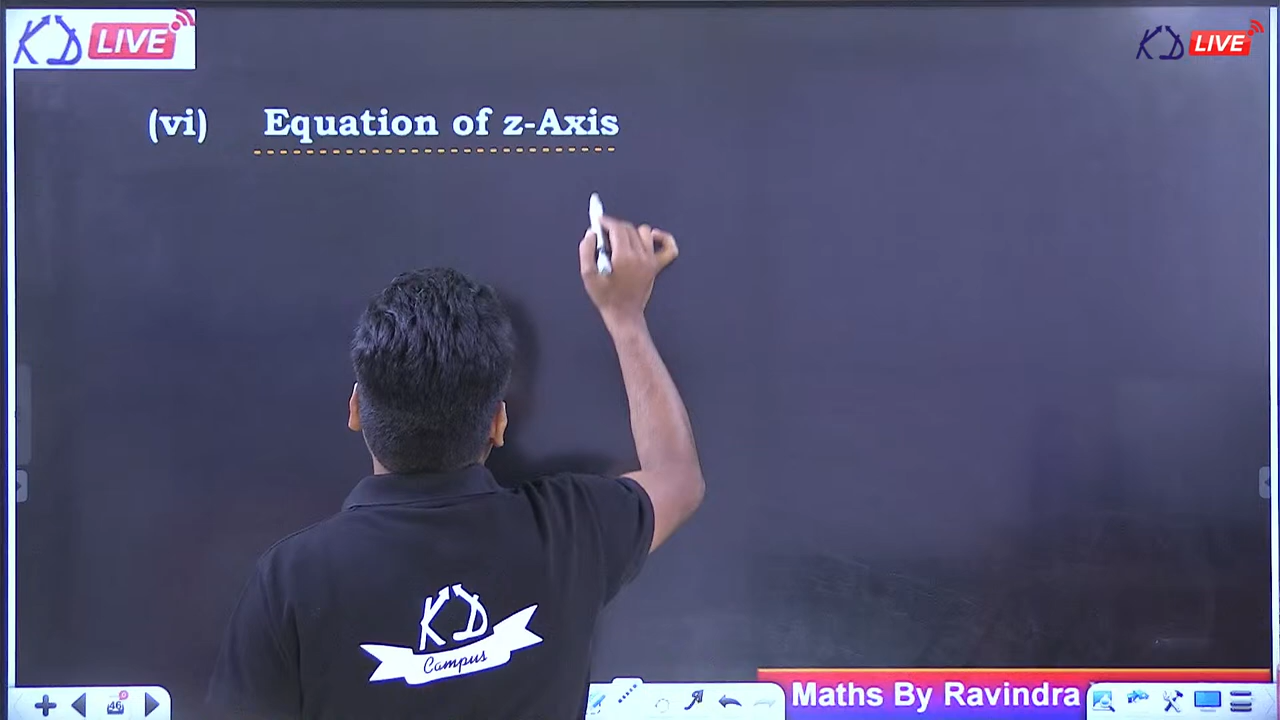 KD LIVE
KD LIVE
(vi) Equation of z-Axis
KD
Campus
46
Maths By Ravindra